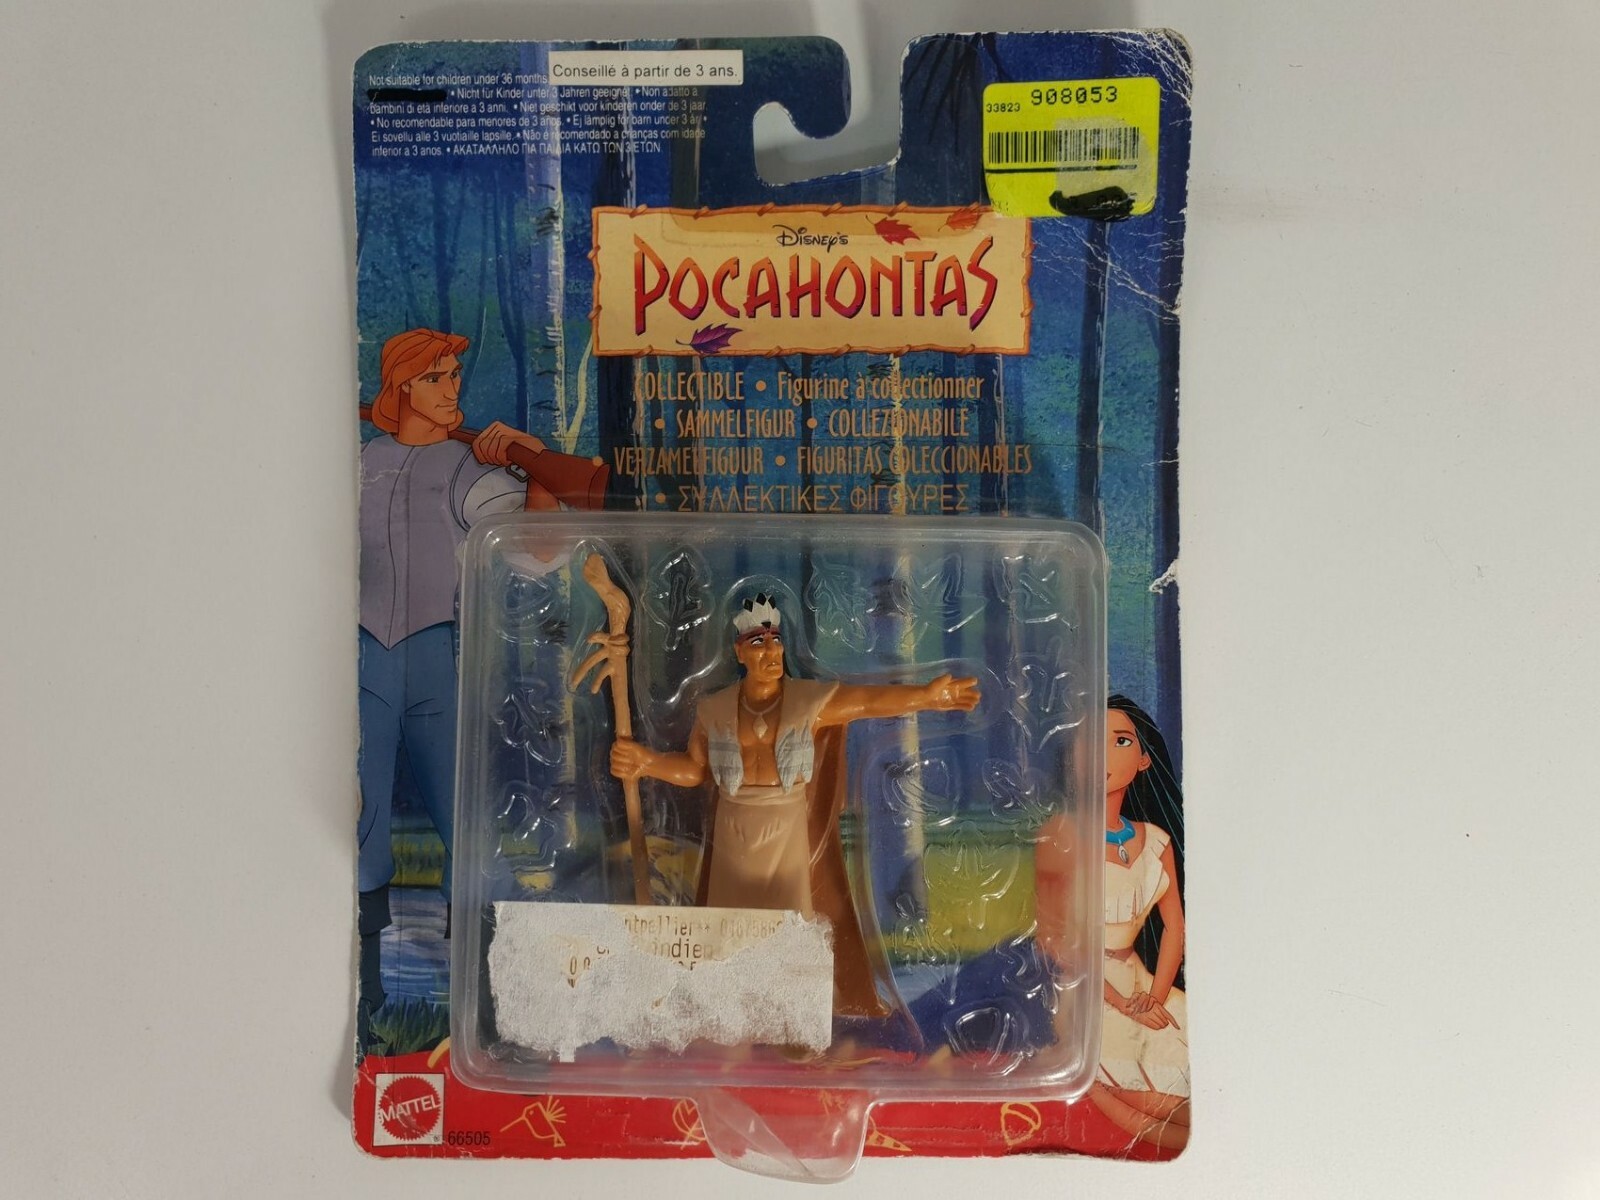 Not suitable for children under 36 months.
Conseillé à partir de 3 ans.
• Nicht für Kinder unter 3 Jahren geeignet. • Non adatto a
bambini di età inferiore a 3 anni. • Niet geschikt voor kinderen onder de 3 jaar
• No recomendable para menores de 3 años. • Ej lämplig för barn under 3 år •
Ei sovellu alle 3 vuotiaille lapsille. • Não é recomendado a crianças com idade
inferior a 3 anos. • ΑΚΑΤΑΛΛΗΛΟ ΓΙΑ ΠΑΙΔΙΑ ΚΑΤΩ ΤΩΝ 3 ΕΤΩΝ
33823 908053
Disney's
POCAHONTAS
COLLECTIBLE • Figurine à collectionner
• SAMMELFIGUR • COLLEZIONABILE
• VERZAMELFIGUUR • FIGURITAS COLECCIONABLES
• ΣΥΛΛΕΚΤΙΚΕΣ ΦΙΓΟΥΡΕΣ
indien
MATTEL
® 66505